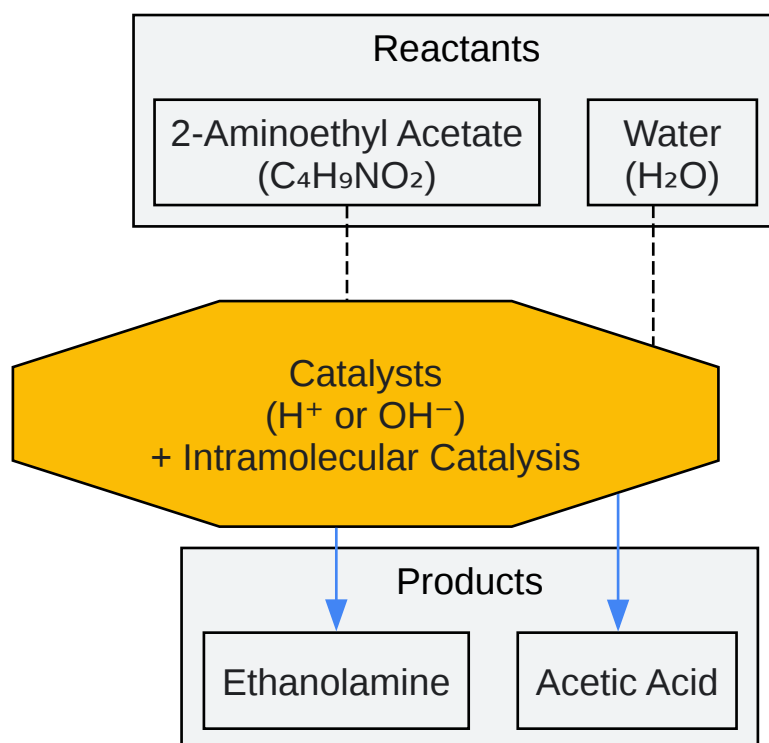 Reactants
2-Aminoethyl Acetate
(C₄H₉NO₂)
Water
(H₂O)
Catalysts
(H⁺ or OH⁻)
+ Intramolecular Catalysis
Products
Ethanolamine
Acetic Acid